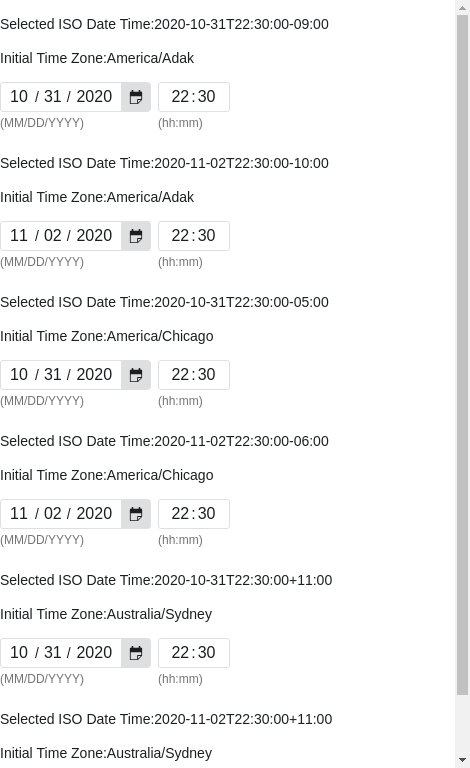 Selected ISO Date Time:2020-10-31T22:30:00-09:00
Initial Time Zone:America/Adak
10 / 31 / 2020 22:30
(MM/DD/YYYY) (hh:mm)
Selected ISO Date Time:2020-11-02T22:30:00-10:00
Initial Time Zone:America/Adak
11 / 02 / 2020 22:30
(MM/DD/YYYY) (hh:mm)
Selected ISO Date Time:2020-10-31T22:30:00-05:00
Initial Time Zone:America/Chicago
10 / 31 / 2020 22:30
(MM/DD/YYYY) (hh:mm)
Selected ISO Date Time:2020-11-02T22:30:00-06:00
Initial Time Zone:America/Chicago
11 / 02 / 2020 22:30
(MM/DD/YYYY) (hh:mm)
Selected ISO Date Time:2020-10-31T22:30:00+11:00
Initial Time Zone:Australia/Sydney
10 / 31 / 2020 22:30
(MM/DD/YYYY) (hh:mm)
Selected ISO Date Time:2020-11-02T22:30:00+11:00
Initial Time Zone:Australia/Sydney